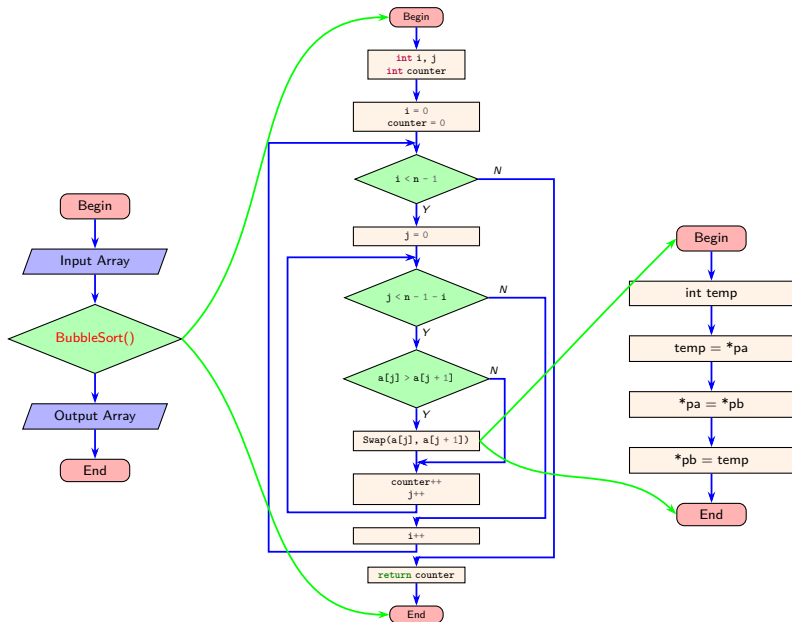 Begin
Input Array
BubbleSort()
Output Array
End
Begin
int i, j
int counter
i = 0
counter = 0
i < n - 1
N
Y
j = 0
j < n - 1 - i
N
Y
a[j] > a[j + 1]
N
Y
Swap(a[j], a[j + 1])
counter++
j++
i++
return counter
End
Begin
int temp
temp = *pa
*pa = *pb
*pb = temp
End